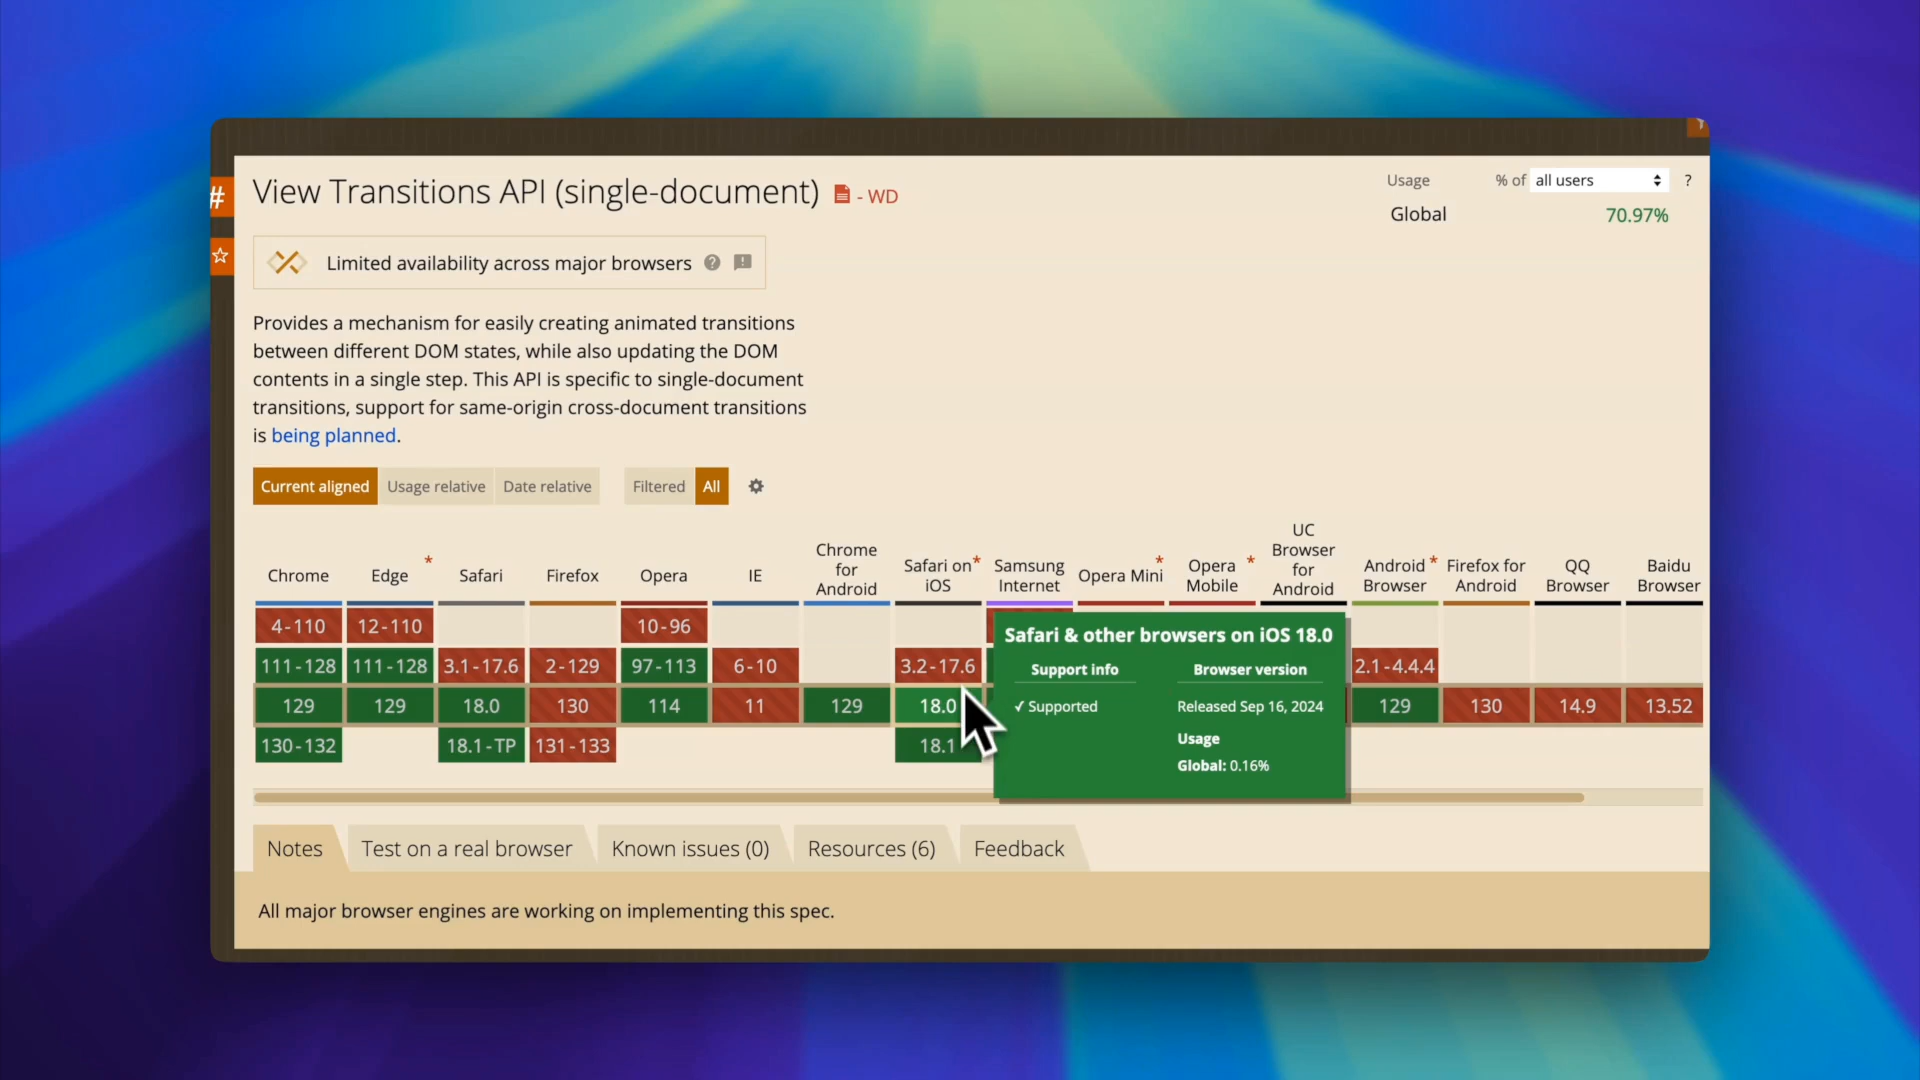 #
View Transitions API (single-document) - WD
Usage % of all users ?
Global 70.97%
Limited availability across major browsers
Provides a mechanism for easily creating animated transitions
between different DOM states, while also updating the DOM
contents in a single step. This API is specific to single-document
transitions, support for same-origin cross-document transitions
is being planned.
Current aligned Usage relative Date relative Filtered All
Chrome Edge * Safari Firefox Opera IE Chrome for Android Safari on iOS * Samsung Internet Opera Mini * Opera Mobile * UC Browser for Android Android Browser * Firefox for Android QQ Browser Baidu Browser
4-110 12-110 10-96
111-128 111-128 3.1-17.6 2-129 97-113 6-10 3.2-17.6 2.1-4.4.4
129 129 18.0 130 114 11 129 18.0 129 130 14.9 13.52
130-132 18.1-TP 131-133 18.1
Safari & other browsers on iOS 18.0
Support info Browser version
✓ Supported Released Sep 16, 2024
Usage
Global: 0.16%
Notes Test on a real browser Known issues (0) Resources (6) Feedback
All major browser engines are working on implementing this spec.